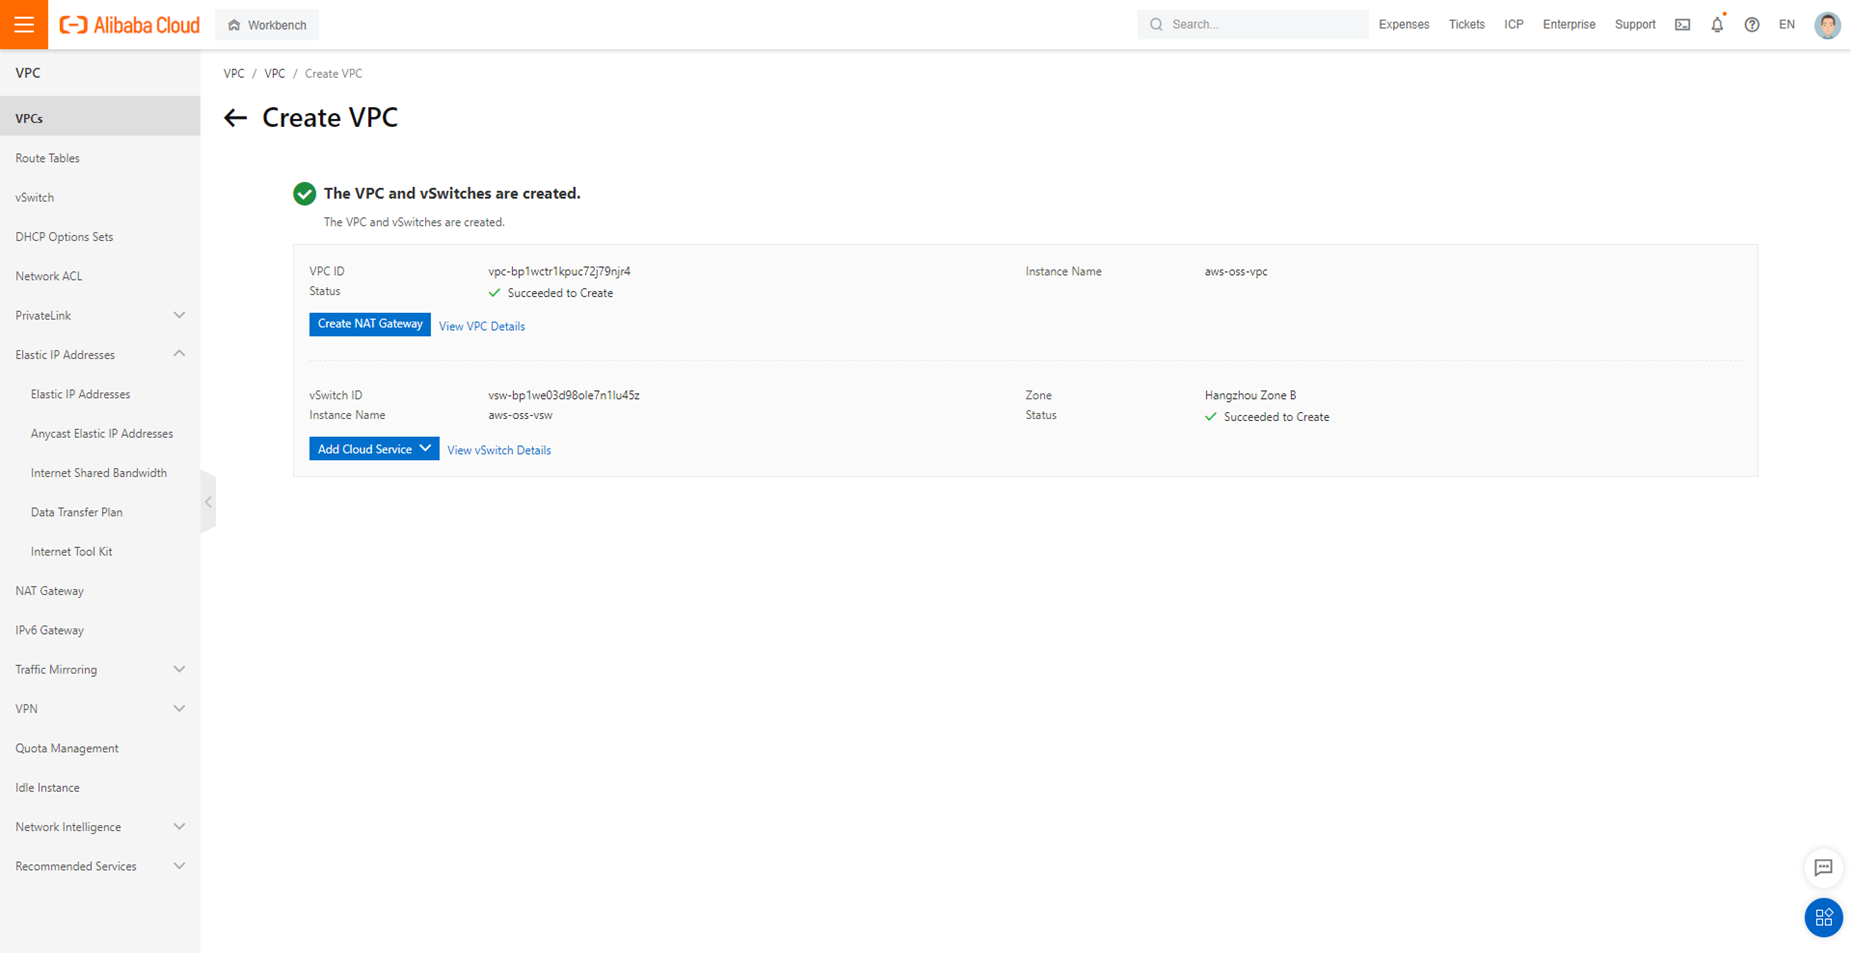 Alibaba Cloud
Workbench
Search...
Expenses
Tickets
ICP
Enterprise
Support
EN
VPC
VPCs
Route Tables
vSwitch
DHCP Options Sets
Network ACL
PrivateLink
Elastic IP Addresses
Elastic IP Addresses
Anycast Elastic IP Addresses
Internet Shared Bandwidth
Data Transfer Plan
Internet Tool Kit
NAT Gateway
IPv6 Gateway
Traffic Mirroring
VPN
Quota Management
Idle Instance
Network Intelligence
Recommended Services
VPC / VPC / Create VPC
Create VPC
The VPC and vSwitches are created.
The VPC and vSwitches are created.
VPC ID vpc-bp1wctr1kpuc72j79njr4 Instance Name aws-oss-vpc
Status Succeeded to Create
Create NAT Gateway View VPC Details
vSwitch ID vsw-bp1we03d98ole7n1lu45z Zone Hangzhou Zone B
Instance Name aws-oss-vsw Status Succeeded to Create
Add Cloud Service View vSwitch Details